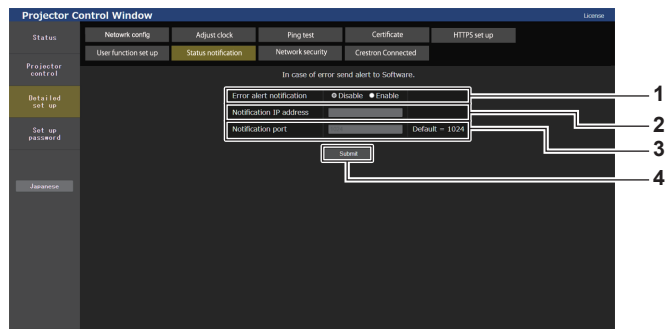 Projector Control Window
License
Status
Projector
control
Detailed
set up
Set up
password
Japanese
Netowrk config
Adjust clock
Ping test
Certificate
HTTPS set up
User function set up
Status notification
Network security
Crestron Connected
In case of error send alert to Software.
Error alert notification Disable Enable
Notification IP address
Notification port Default = 1024
Submit
1
2
3
4